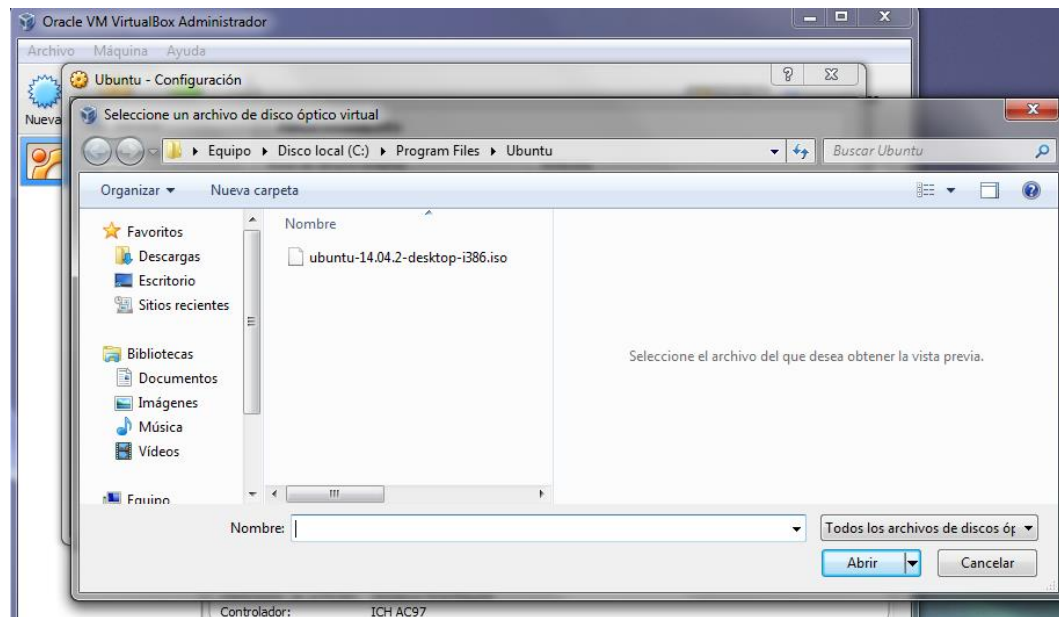 Oracle VM VirtualBox Administrador
Archivo Máquina Ayuda
Ubuntu - Configuración
Nueva
Seleccione un archivo de disco óptico virtual
Equipo Disco local (C:) Program Files Ubuntu
Buscar Ubuntu
Organizar Nueva carpeta
Favoritos
Descargas
Escritorio
Sitios recientes
Bibliotecas
Documentos
Imágenes
Música
Vídeos
Equipo
Nombre
ubuntu-14.04.2-desktop-i386.iso
Seleccione el archivo del que desea obtener la vista previa.
Nombre:
Todos los archivos de discos óp
Abrir
Cancelar
Controlador: ICH AC97